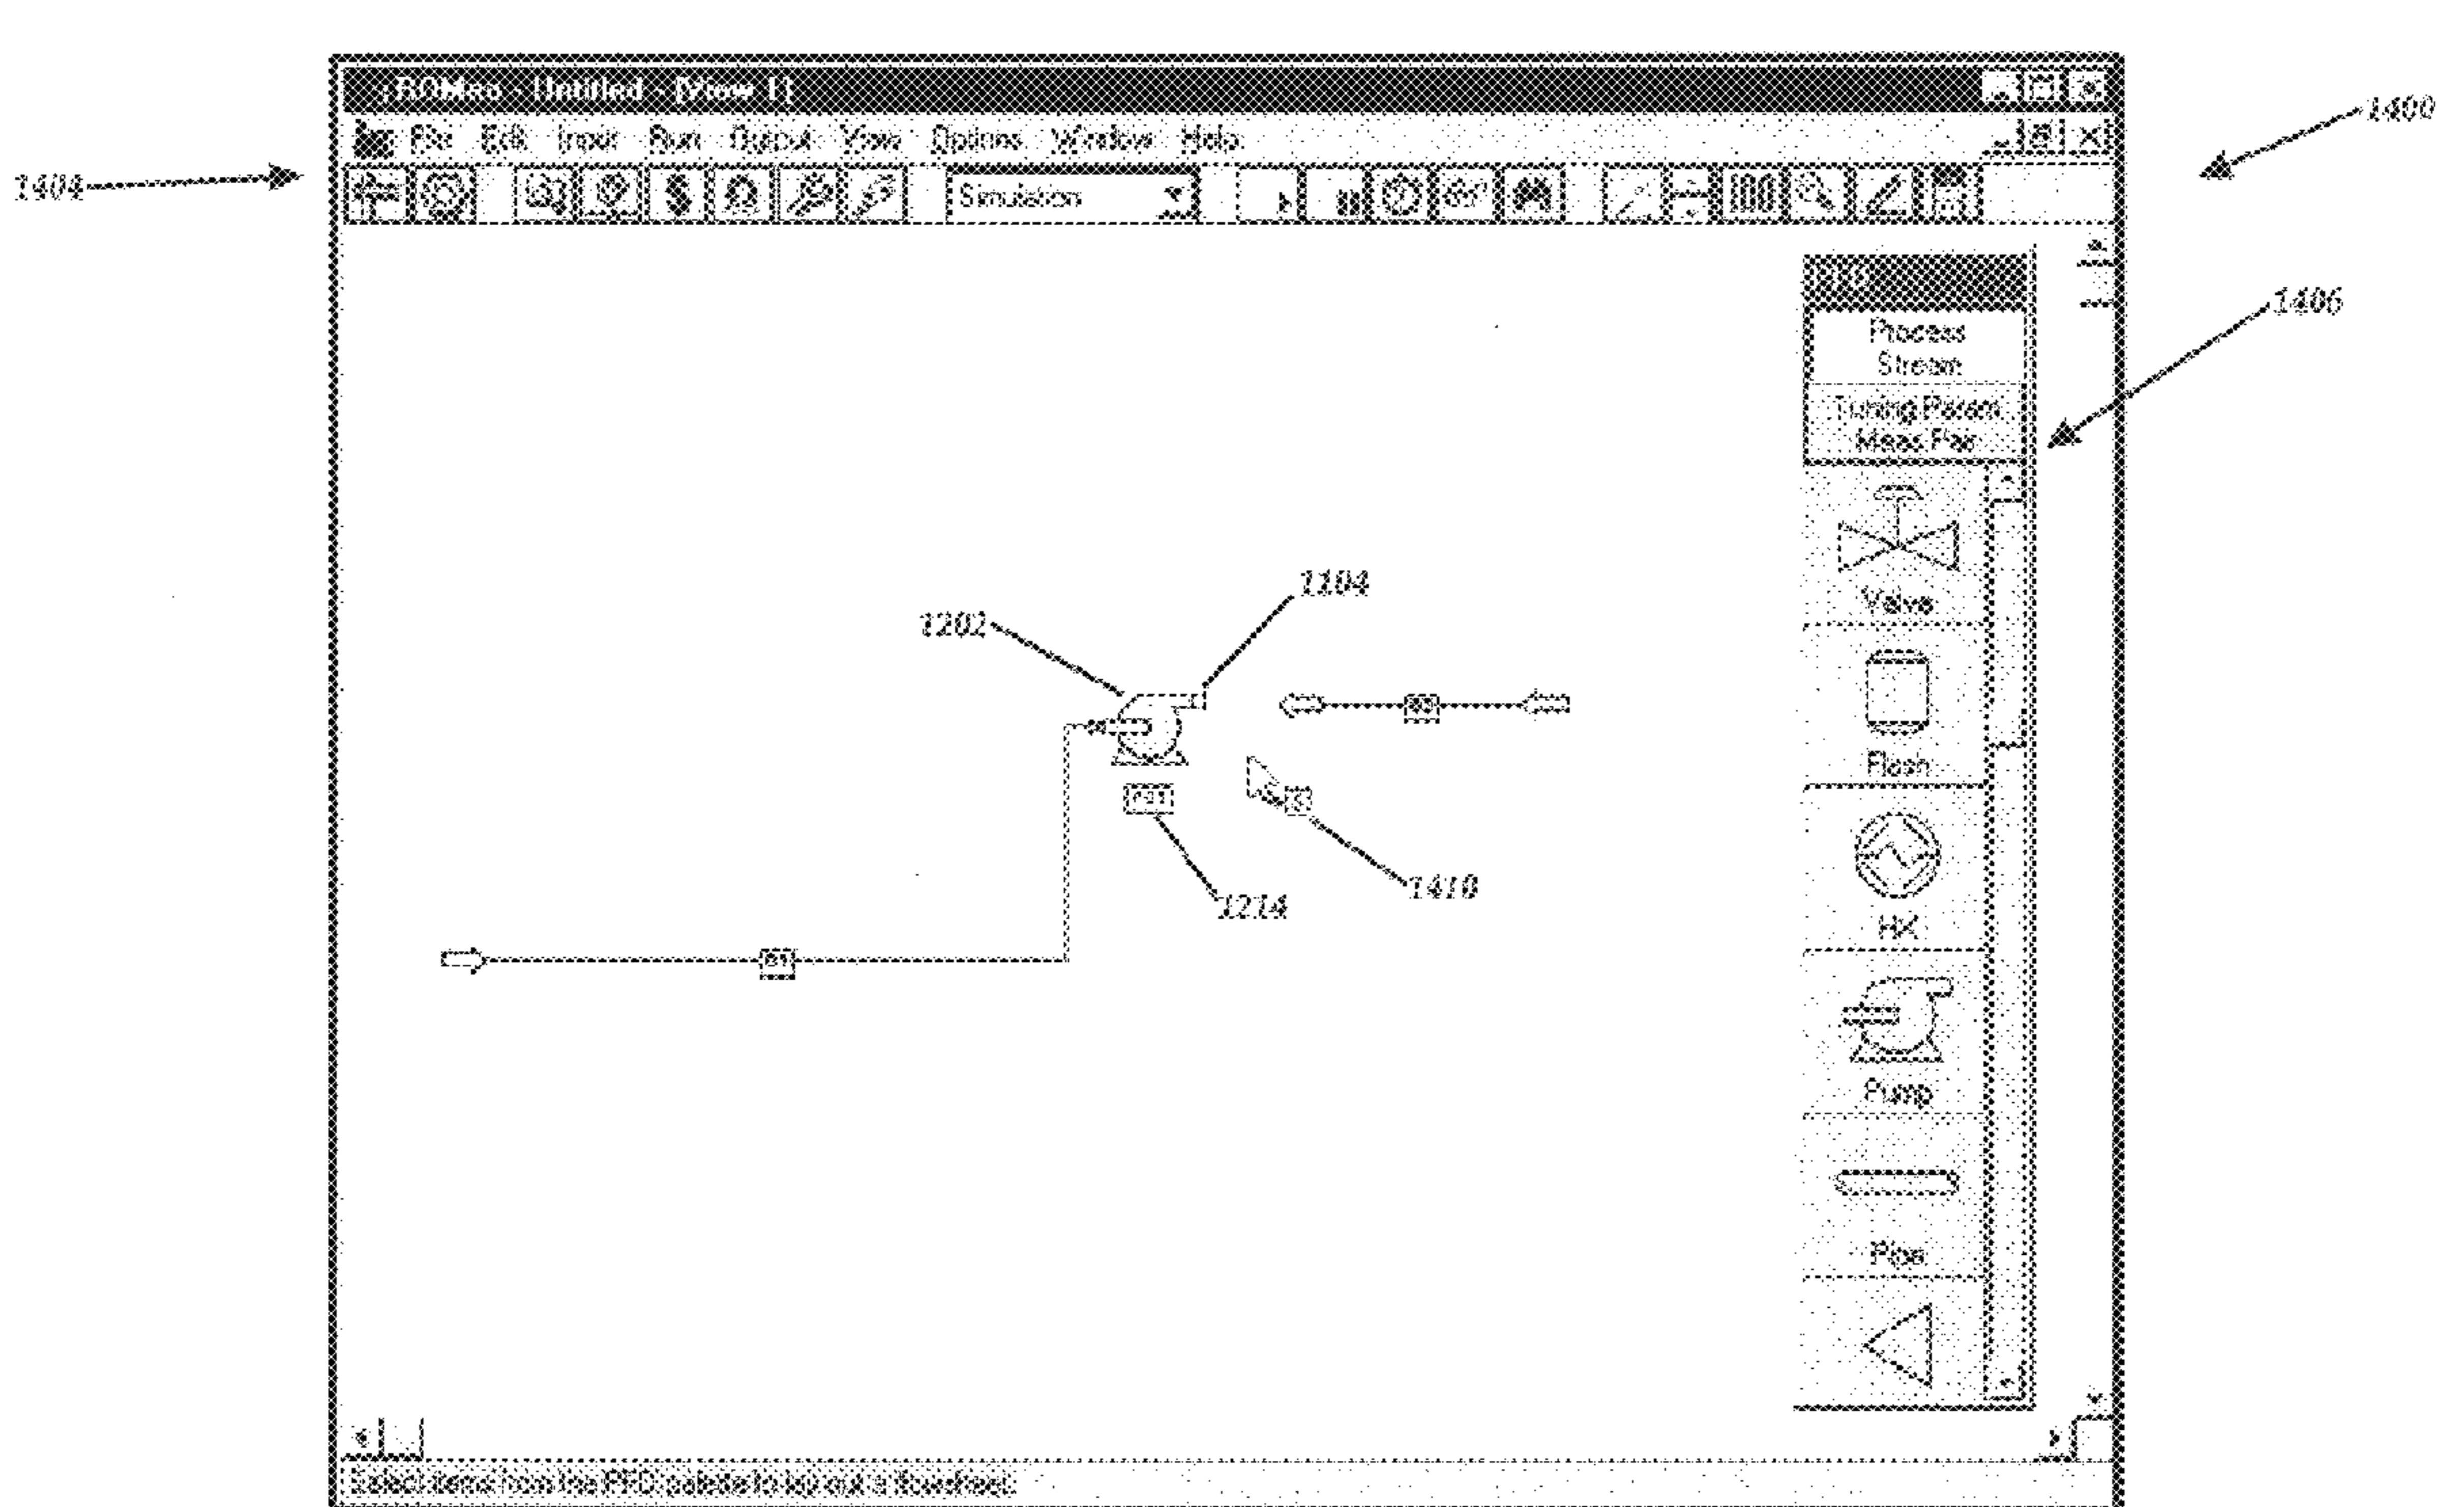 ROMeo - Untitled - [View 1]
1400
File Edit Input Run Output View Options Window Help
1404
Simulation
1406
Process
Stream
Tuning Param
Meas. Par
1104
1202
Valve
Flash
1410
1214
HX
S1
Pump
Pipe
Select items from the PFD palette to lay out a flowsheet